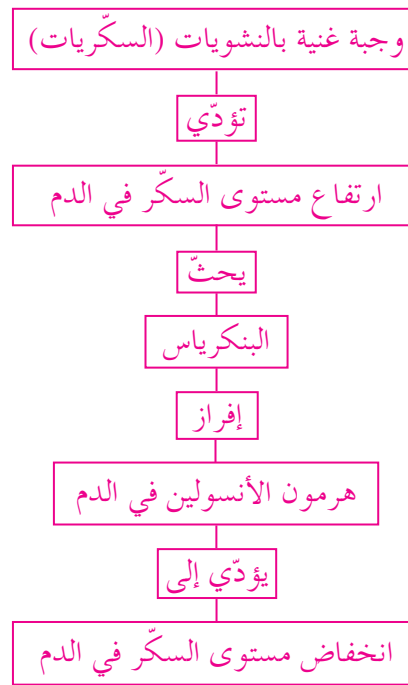 وجبة غنية بالنشويات (السكّريات)
تؤدّي
ارتفاع مستوى السكّر في الدم
يحثّ
البنكرياس
إفراز
هرمون الأنسولين في الدم
يؤدّي إلى
انخفاض مستوى السكّر في الدم